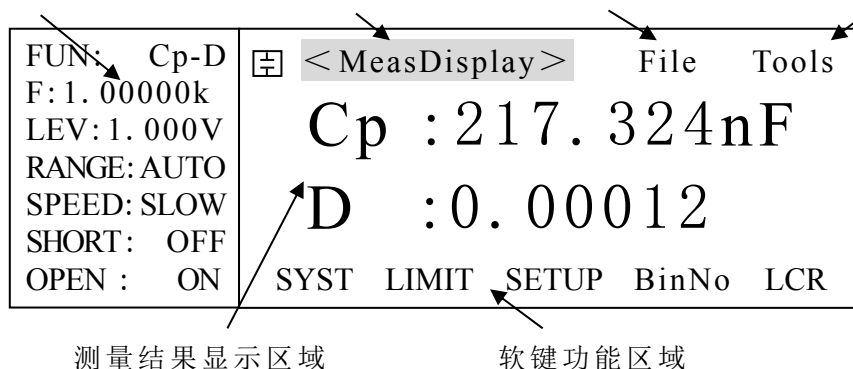 FUN: Cp-D
F:1.00000k
LEV:1.000V
RANGE:AUTO
SPEED:SLOW
SHORT: OFF
OPEN : ON
<MeasDisplay> File Tools
Cp :217.324nF
D :0.00012
SYST LIMIT SETUP BinNo LCR
测量结果显示区域 软键功能区域